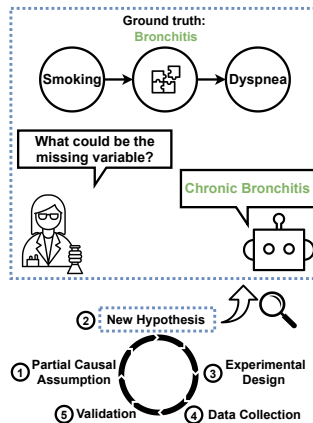 Ground truth:
Bronchitis
Smoking
Dyspnea
What could be the
missing variable?
Chronic Bronchitis
2 New Hypothesis
1 Partial Causal
Assumption
3 Experimental
Design
5 Validation
4 Data Collection